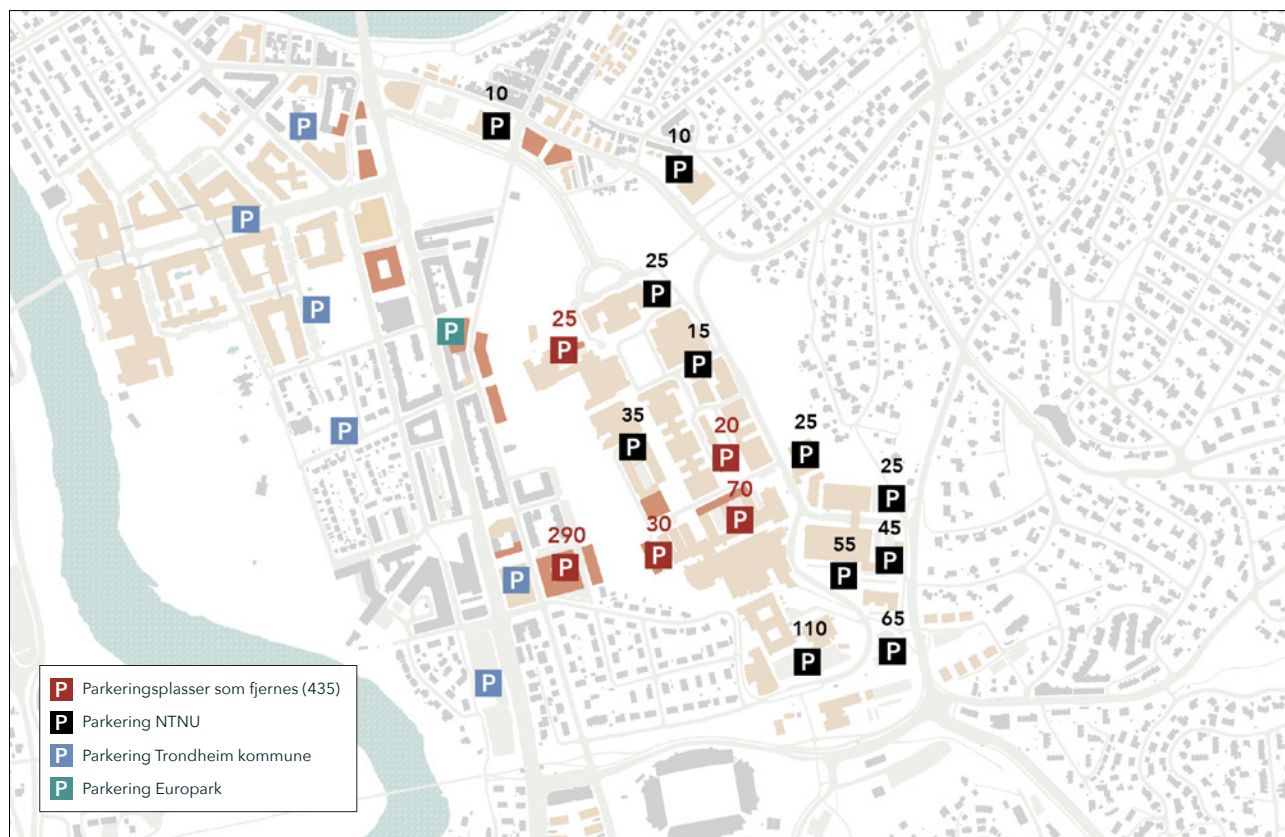 10
P
P
10
P
P
P
25
P
P
25
P
P
15
P
P
35
P
20
P
25
P
25
P
70
P
290
P
30
P
55
P
45
P
P
110
P
65
P
P
P Parkeringsplasser som fjernes (435)
P Parkering NTNU
P Parkering Trondheim kommune
P Parkering Europark